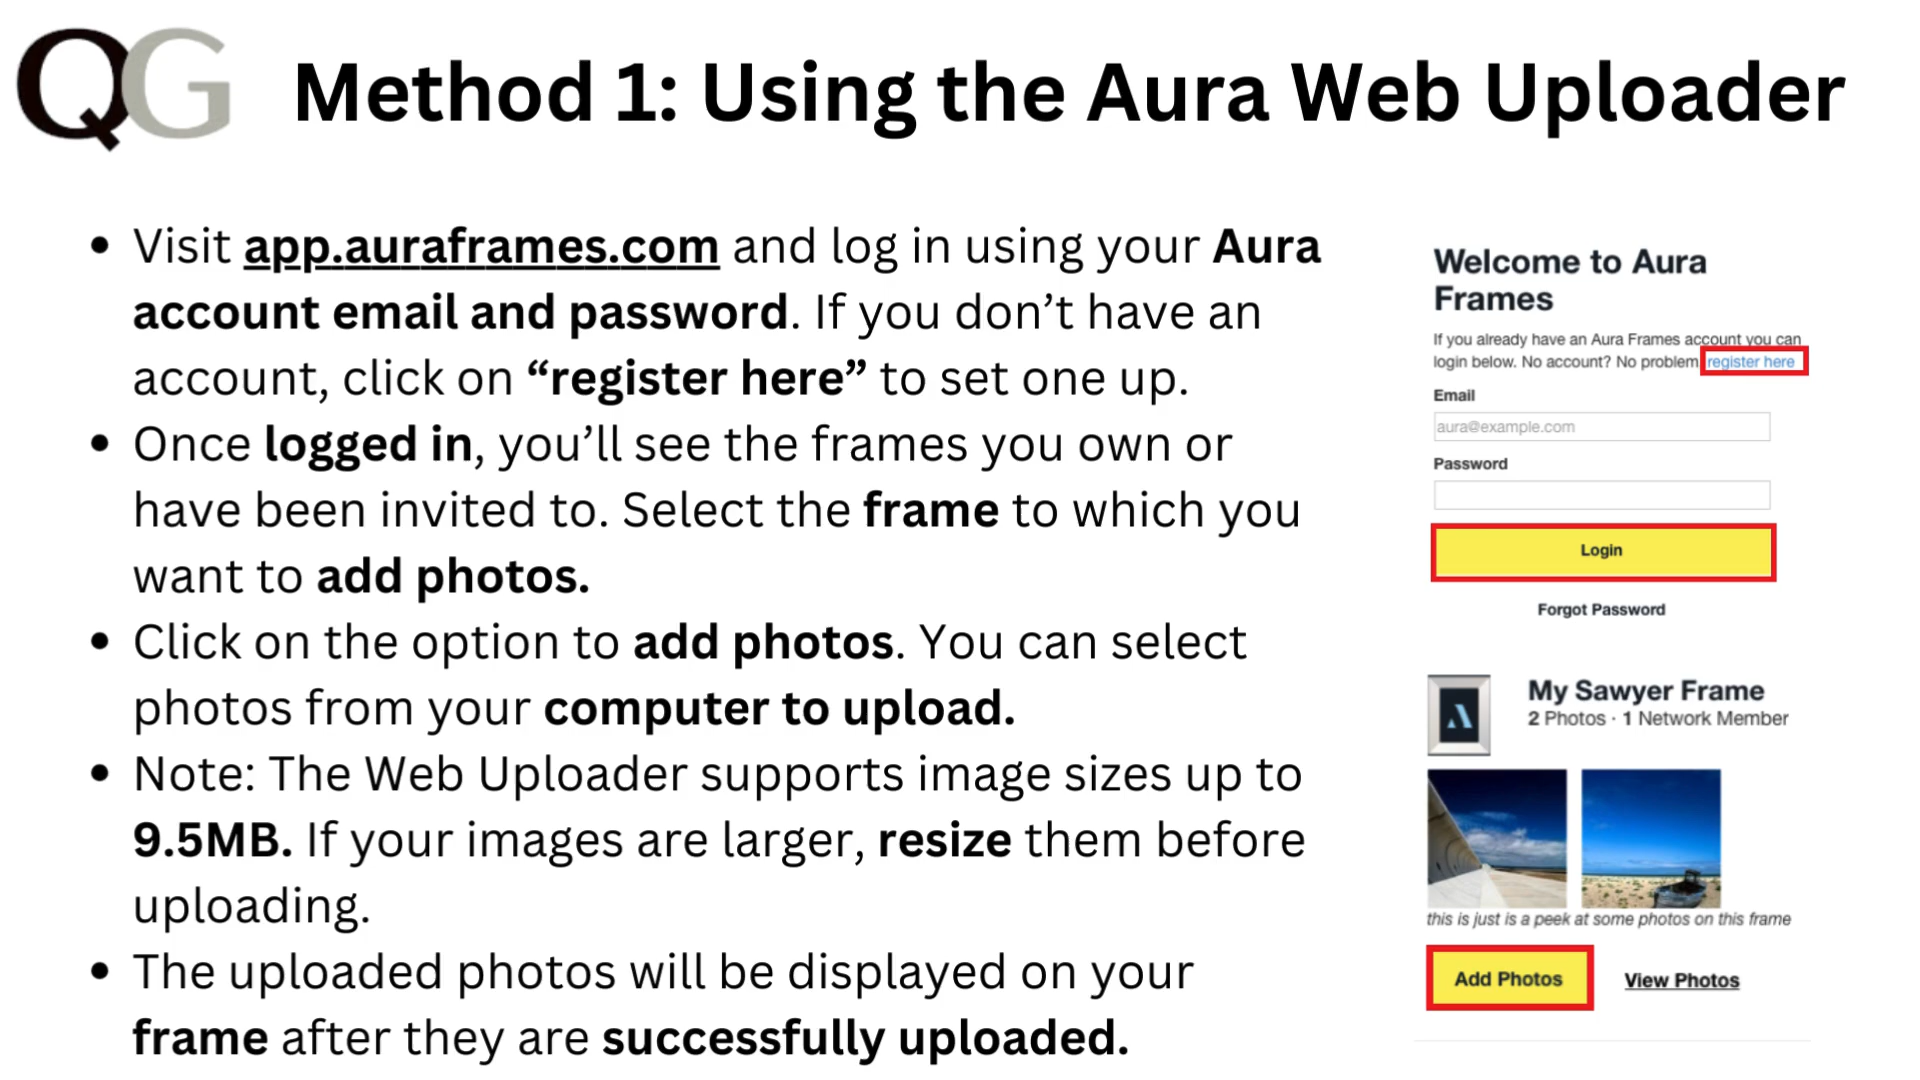 QG
Method 1: Using the Aura Web Uploader
• Visit app.auraframes.com and log in using your Aura
account email and password. If you don’t have an
account, click on “register here” to set one up.
• Once logged in, you’ll see the frames you own or
have been invited to. Select the frame to which you
want to add photos.
• Click on the option to add photos. You can select
photos from your computer to upload.
• Note: The Web Uploader supports image sizes up to
9.5MB. If your images are larger, resize them before
uploading.
• The uploaded photos will be displayed on your
frame after they are successfully uploaded.
Welcome to Aura
Frames
If you already have an Aura Frames account you can
login below. No account? No problem register here
Email
aura@example.com
Password
Login
Forgot Password
My Sawyer Frame
2 Photos · 1 Network Member
this is just is a peek at some photos on this frame
Add Photos
View Photos